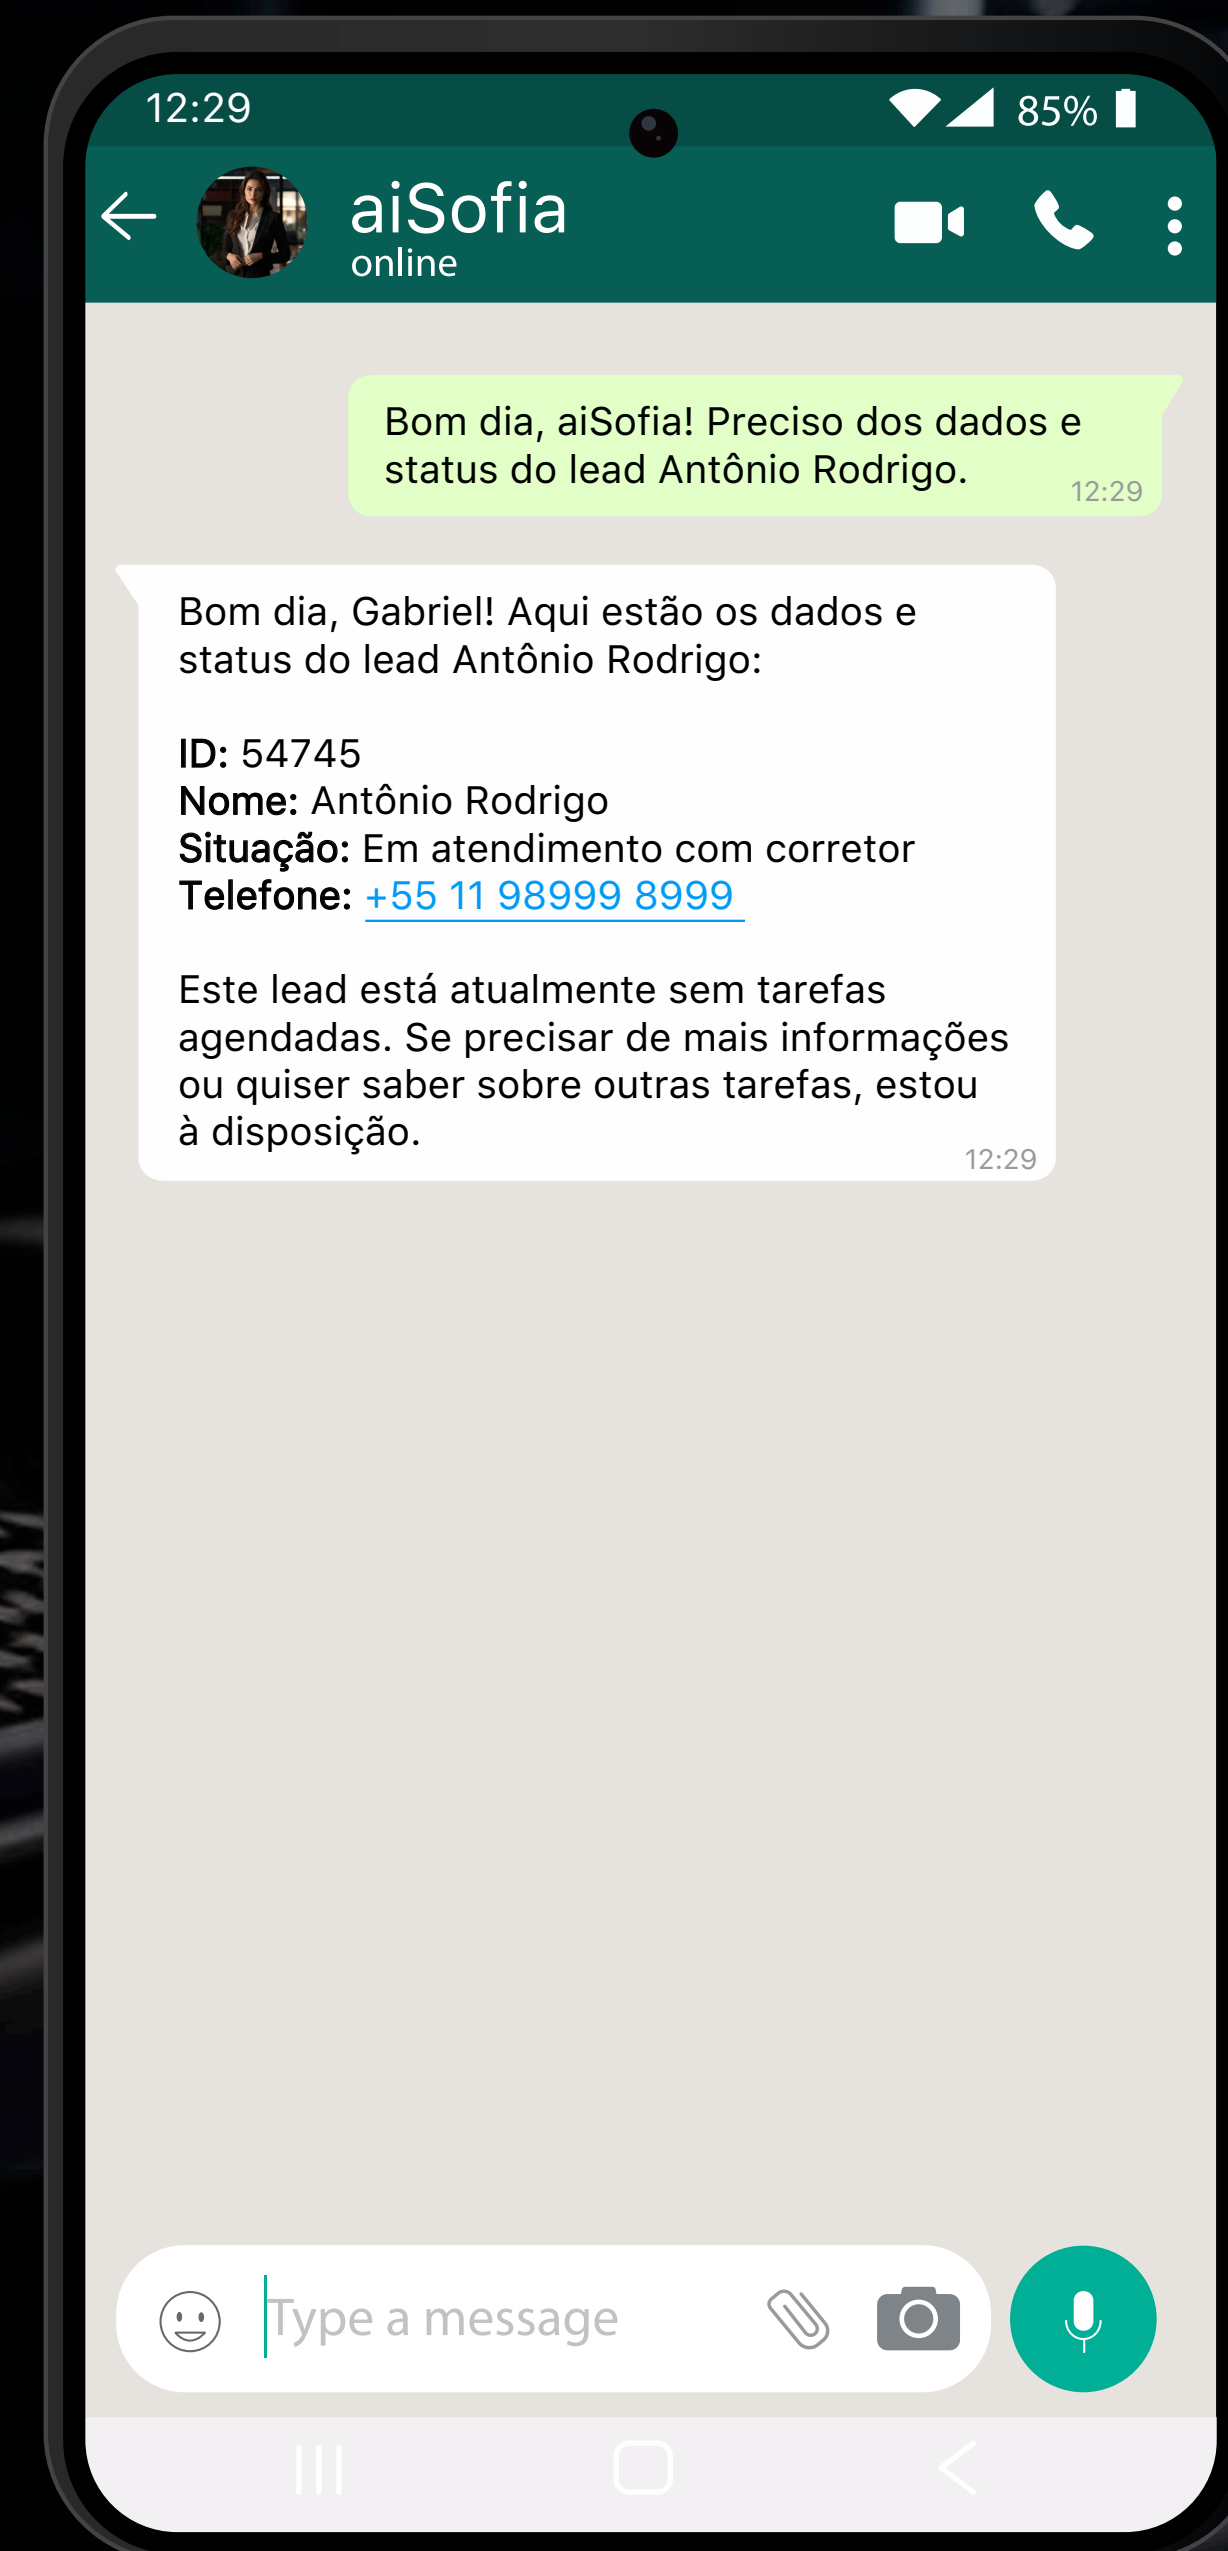 12:29
85%
aiSofia
online
Bom dia, aiSofia! Preciso dos dados e
status do lead Antônio Rodrigo.
12:29
Bom dia, Gabriel! Aqui estão os dados e
status do lead Antônio Rodrigo:
ID: 54745
Nome: Antônio Rodrigo
Situação: Em atendimento com corretor
Telefone: +55 11 98999 8999
Este lead está atualmente sem tarefas
agendadas. Se precisar de mais informações
ou quiser saber sobre outras tarefas, estou
à disposição.
12:29
Type a message